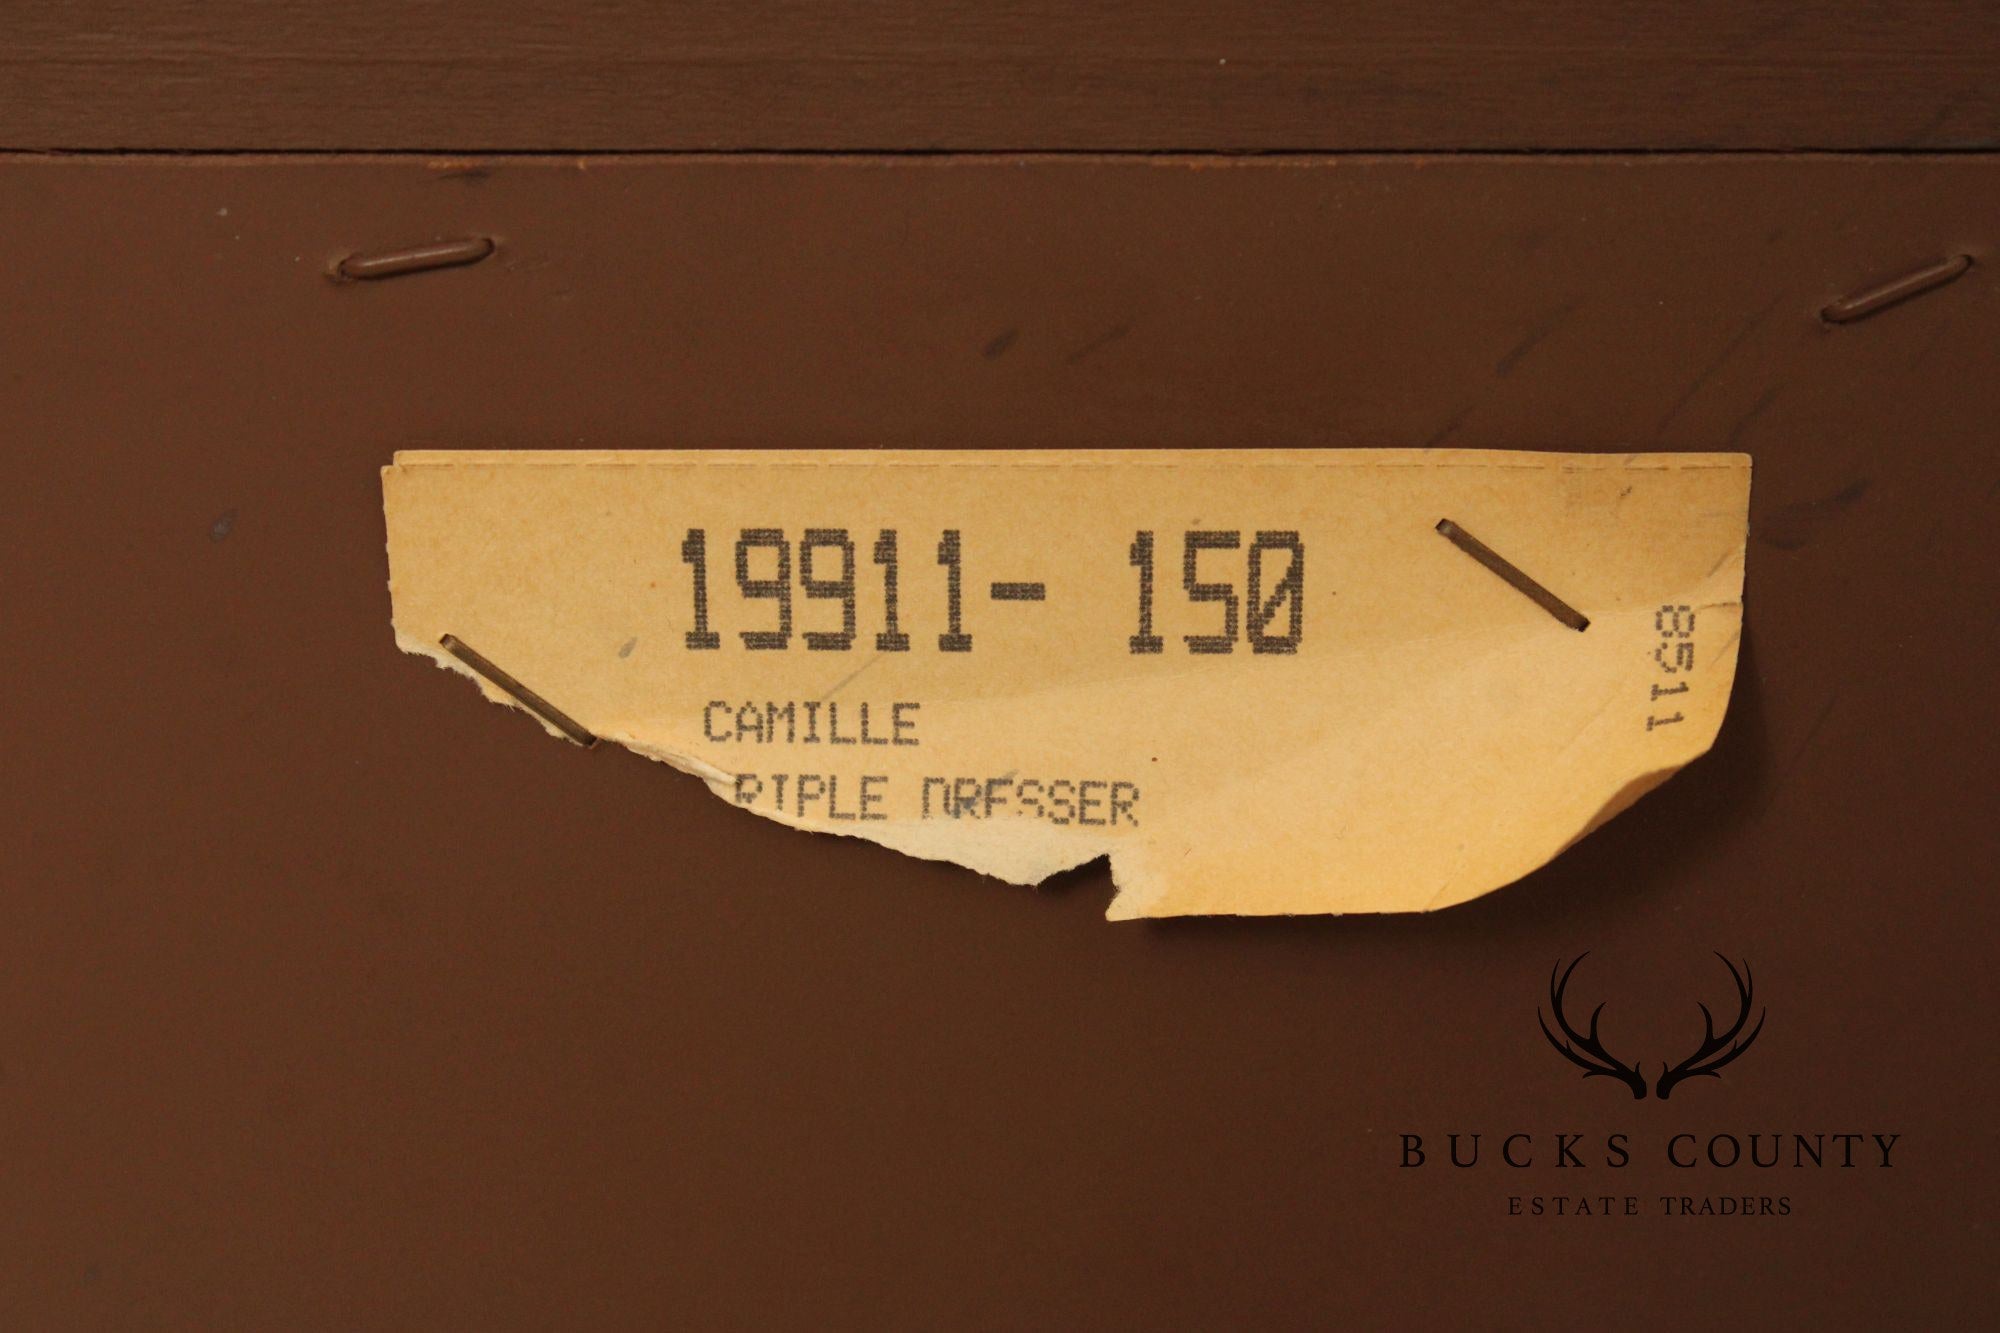 19911- 150
8511
CAMILLE
RIPLE DRESSER
BUCKS COUNTY
ESTATE TRADERS